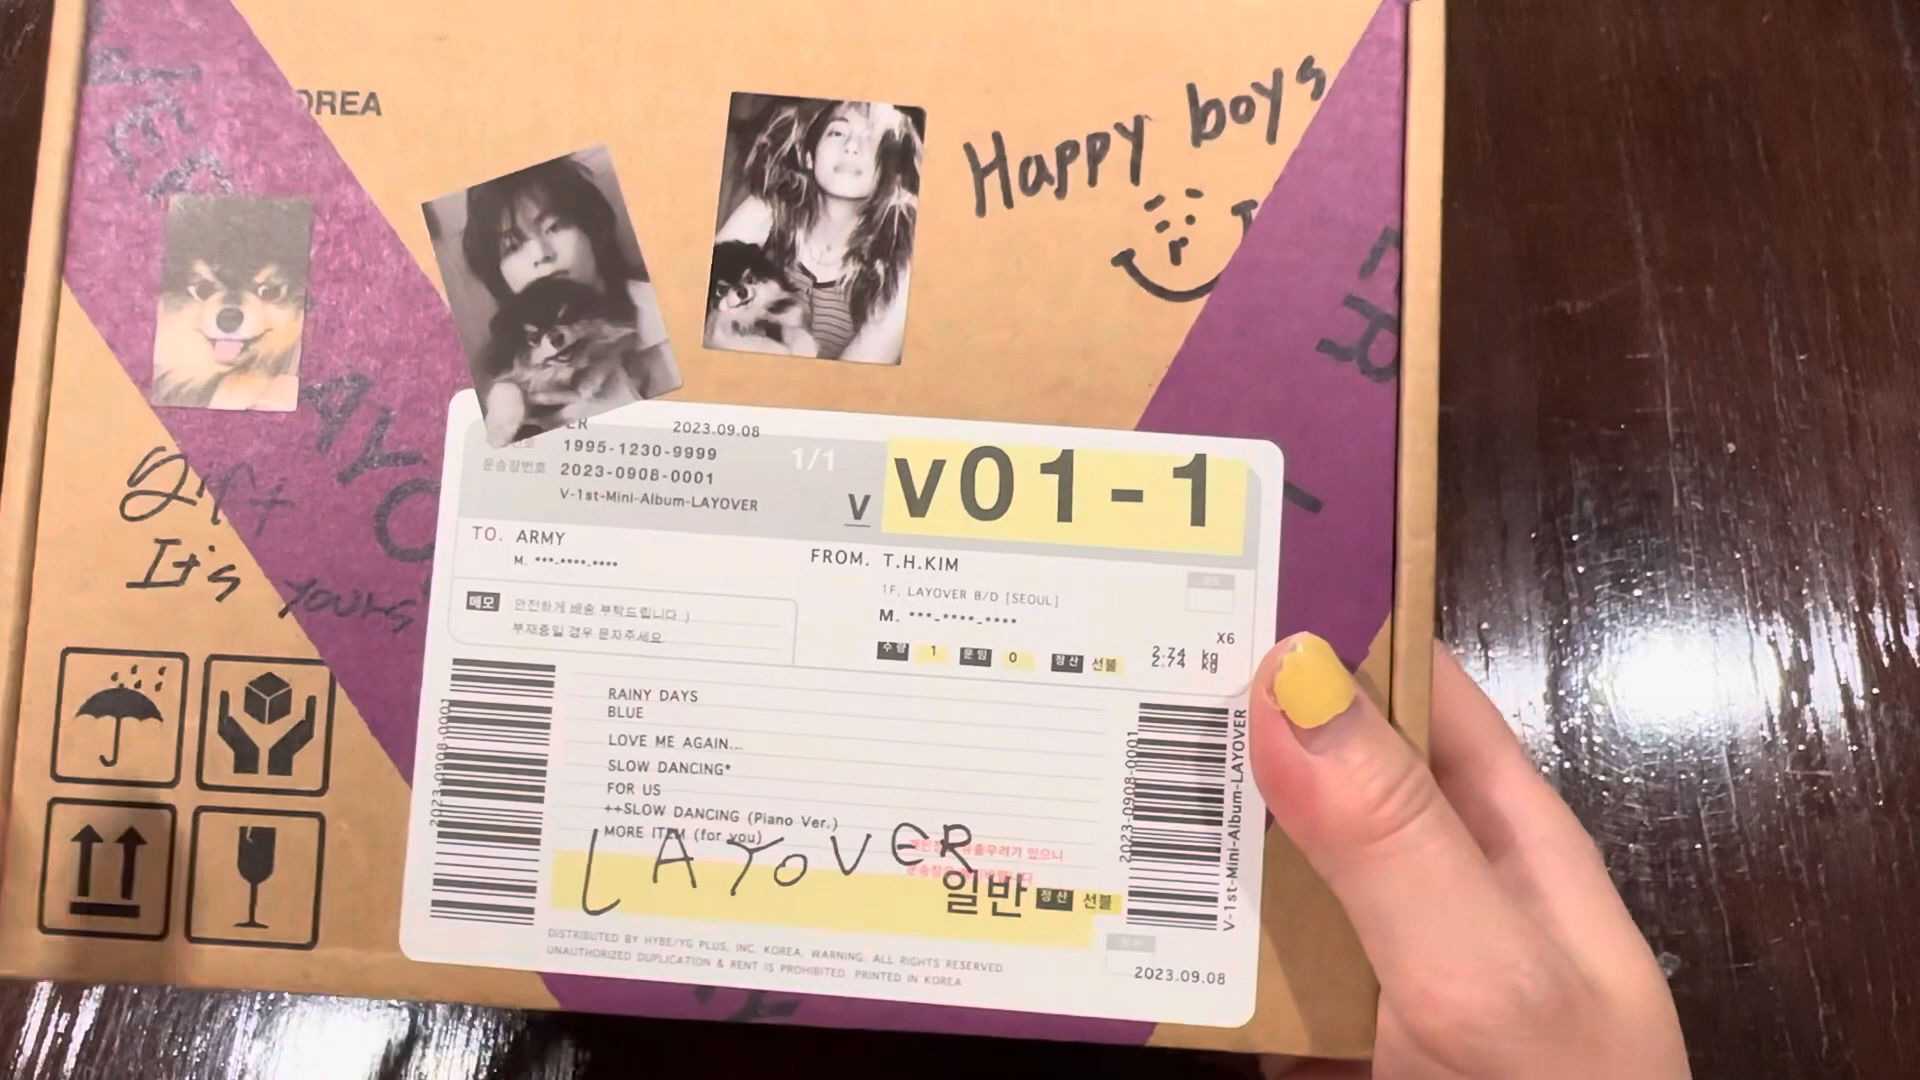 OREA
Happy boys
Gift
It's yours
ER
2023.09.08
1995-1230-9999
운송장번호 2023-0908-0001
1/1
V-1st-Mini-Album-LAYOVER
V
V01-1
TO. ARMY
M. ***-****-****
FROM. T.H.KIM
1F, LAYOVER B/D [SEOUL]
M. ***-****-****
메모 안전하게 배송 부탁드립니다 :)
부재중일 경우 문자주세요
X6
수량 1 운임 0 정산 선불 2.74 kg
2.74 kg
RAINY DAYS
BLUE
LOVE ME AGAIN...
SLOW DANCING*
FOR US
++SLOW DANCING (Piano Ver.)
MORE ITEM (for you)
LAYOVER
일반 정산 선불
2023-0908-0001
2023-0908-0001
V-1st-Mini-Album-LAYOVER
DISTRIBUTED BY HYBE/YG PLUS, INC. KOREA, WARNING: ALL RIGHTS RESERVED
UNAUTHORIZED DUPLICATION & RENT IS PROHIBITED. PRINTED IN KOREA
2023.09.08